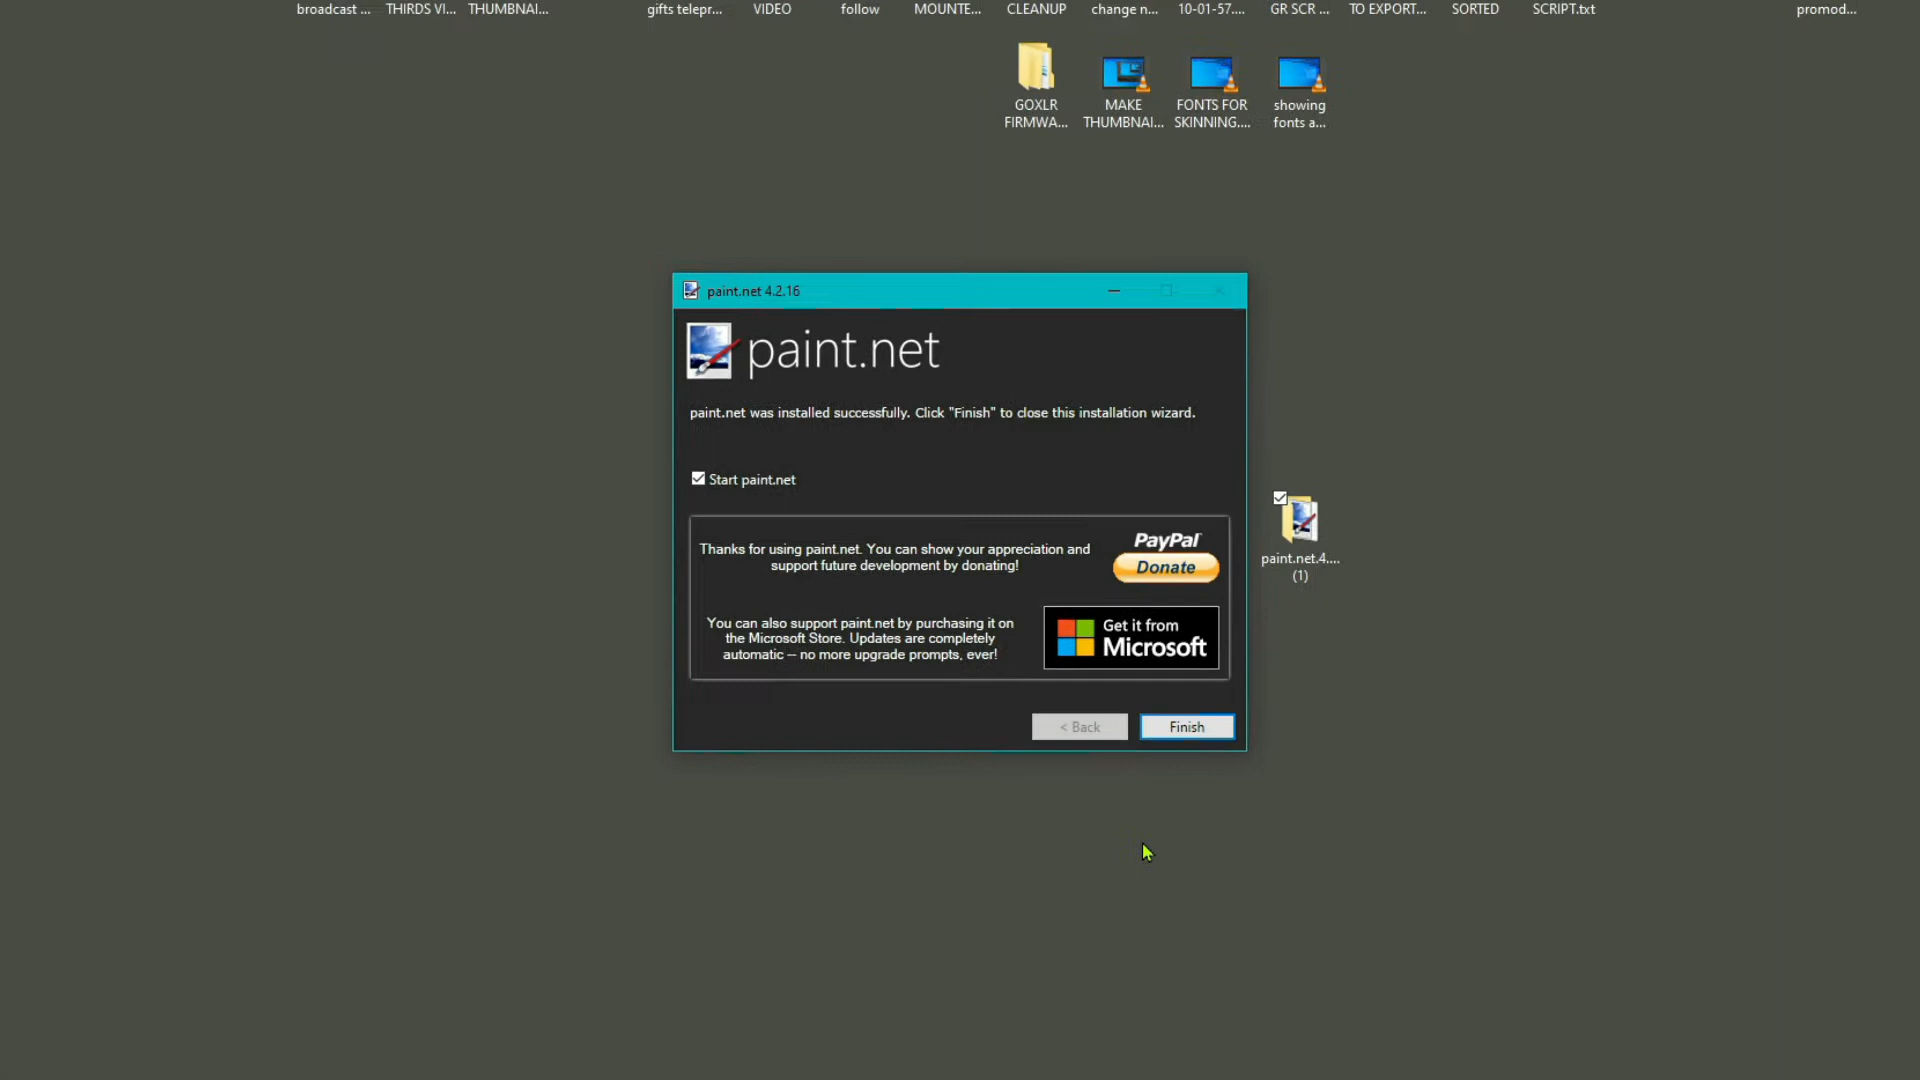 broadcast ... THIRDS VI... THUMBNAI... gifts telepr... VIDEO follow MOUNTE... CLEANUP change n... 10-01-57.... GR SCR ... TO EXPORT... SORTED SCRIPT.txt promod...
GOXLR MAKE FONTS FOR showing
FIRMWA... THUMBNAI... SKINNING.... fonts a...
paint.net 4.2.16
paint.net
paint.net was installed successfully. Click "Finish" to close this installation wizard.
Start paint.net
Thanks for using paint.net. You can show your appreciation and
support future development by donating!
PayPal
Donate
You can also support paint.net by purchasing it on
the Microsoft Store. Updates are completely
automatic -- no more upgrade prompts, ever!
Get it from
Microsoft
< Back Finish
paint.net.4....
(1)